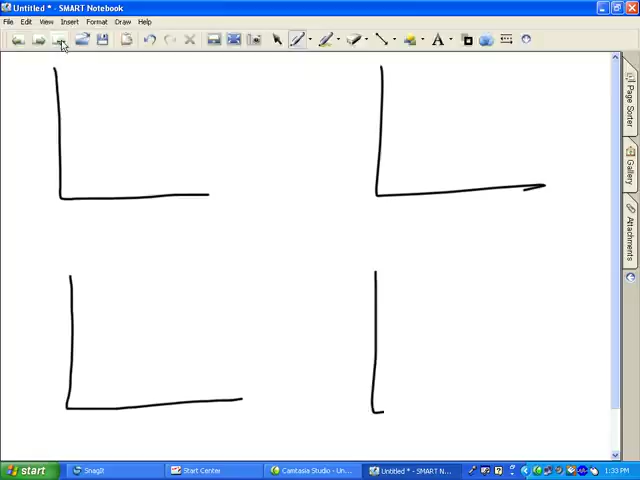 Untitled * - SMART Notebook
File Edit View Insert Format Draw Help
A
Page Sorter
Gallery
Attachments
start
SnagIt
Start Center
Camtasia Studio - Un...
Untitled * - SMART N...
1:33 PM